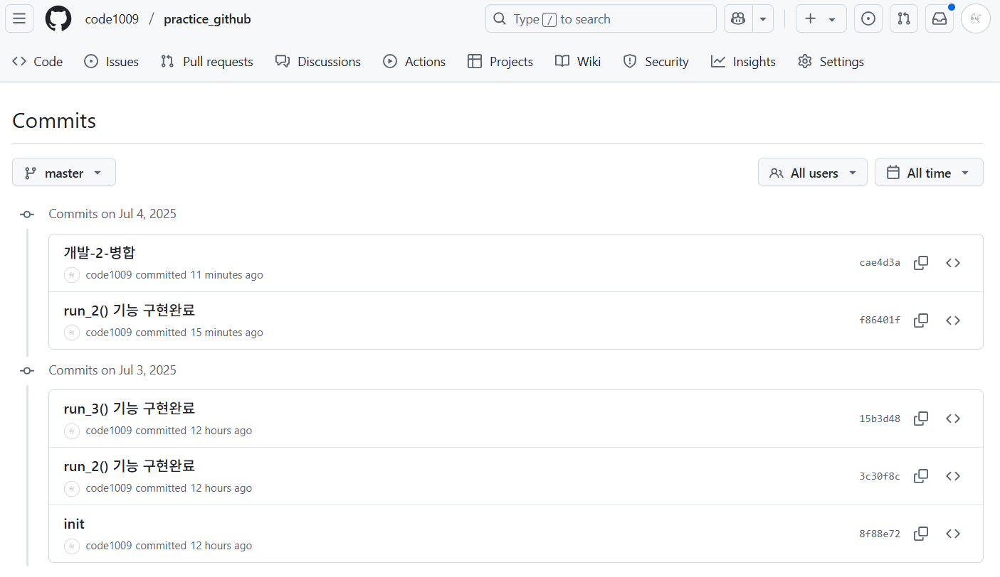 code1009 / practice_github
Type / to search
Code Issues Pull requests Discussions Actions Projects Wiki Security Insights Settings
Commits
master
All users
All time
Commits on Jul 4, 2025
개발-2-병합
cae4d3a
code1009 committed 11 minutes ago
run_2() 기능 구현완료
f86401f
code1009 committed 15 minutes ago
Commits on Jul 3, 2025
run_3() 기능 구현완료
15b3d48
code1009 committed 12 hours ago
run_2() 기능 구현완료
3c30f8c
code1009 committed 12 hours ago
init
8f88e72
code1009 committed 12 hours ago